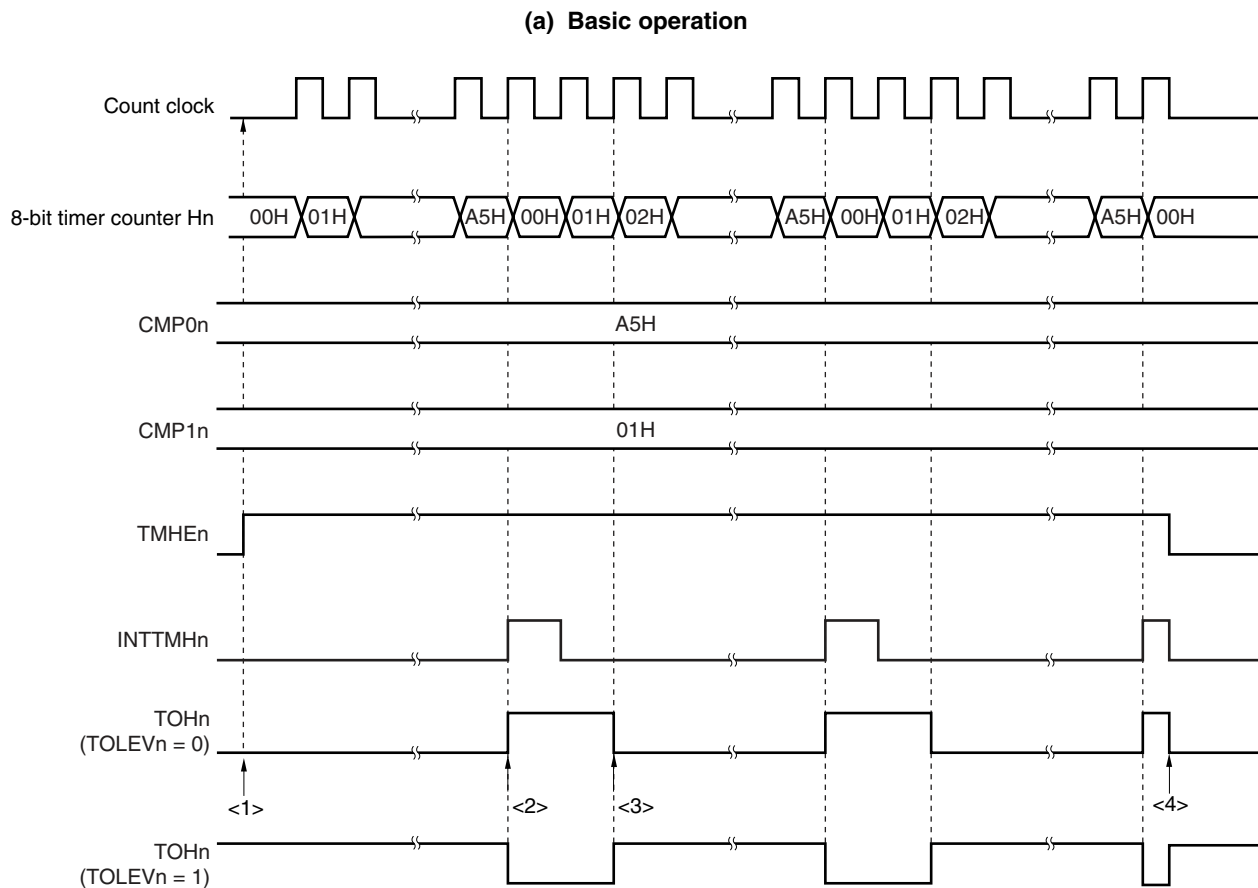 (a) Basic operation
Count clock
8-bit timer counter Hn
00H 01H A5H 00H 01H 02H A5H 00H 01H 02H A5H 00H
CMP0n
A5H
CMP1n
01H
TMHEn
INTTMHn
TOHn
(TOLEVn = 0)
<1> <2> <3> <4>
TOHn
(TOLEVn = 1)